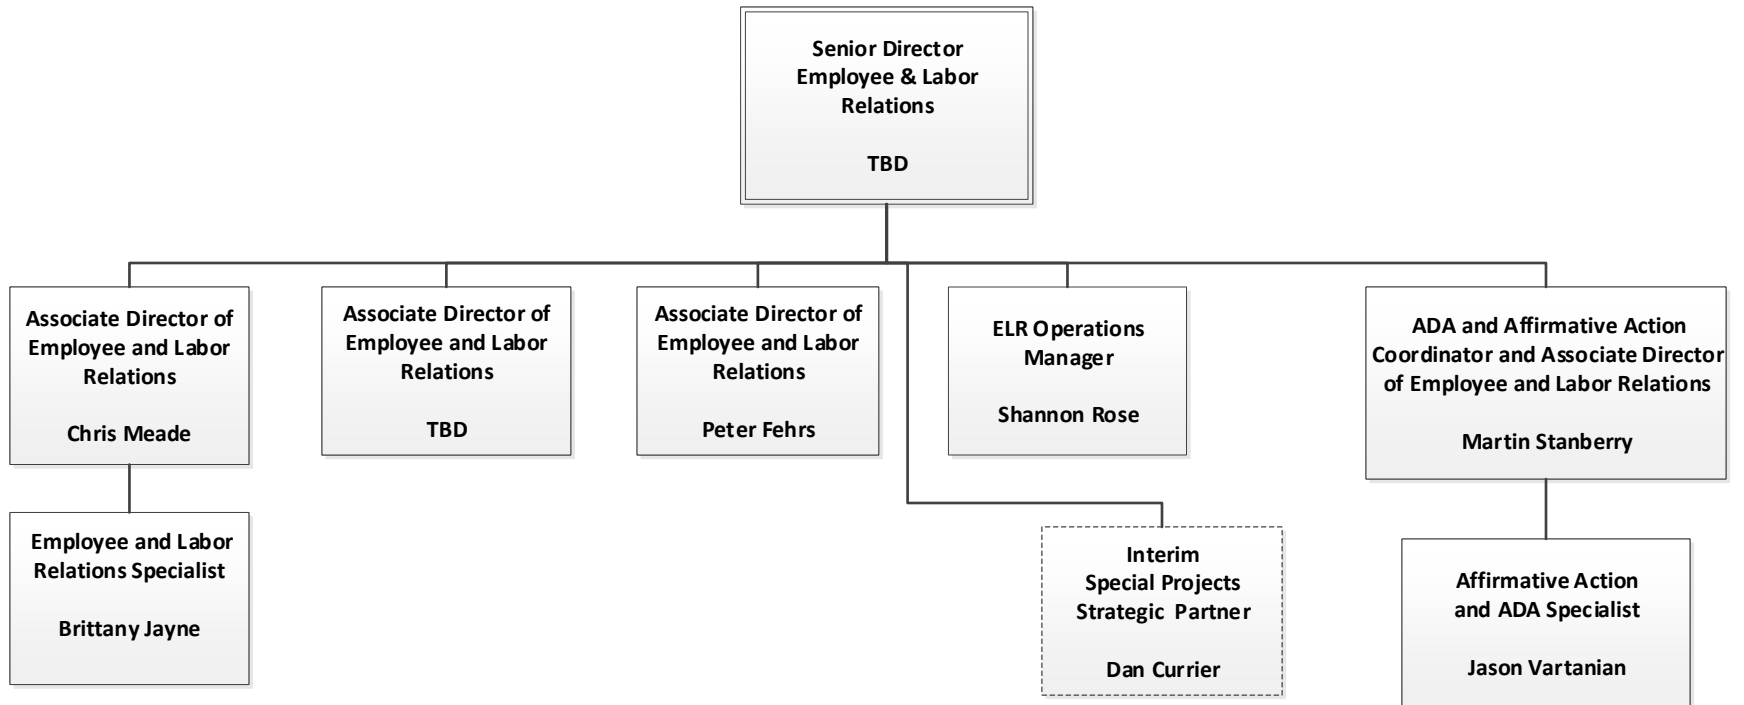 Senior Director
Employee & Labor
Relations
TBD
Associate Director of
Employee and Labor
Relations
Chris Meade
Associate Director of
Employee and Labor
Relations
TBD
Associate Director of
Employee and Labor
Relations
Peter Fehrs
ELR Operations
Manager
Shannon Rose
ADA and Affirmative Action
Coordinator and Associate Director
of Employee and Labor Relations
Martin Stanberry
Employee and Labor
Relations Specialist
Brittany Jayne
Interim
Special Projects
Strategic Partner
Dan Currier
Affirmative Action
and ADA Specialist
Jason Vartanian